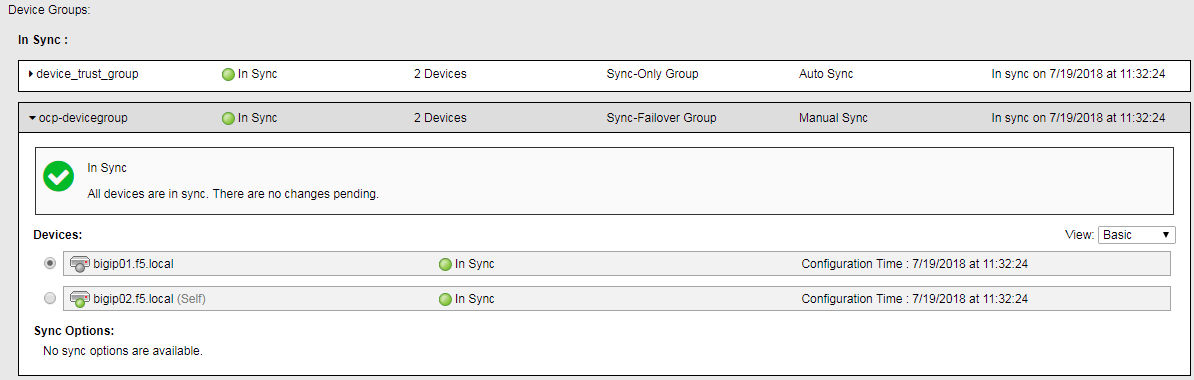 Device Groups:
In Sync :
device_trust_group In Sync 2 Devices Sync-Only Group Auto Sync In sync on 7/19/2018 at 11:32:24
ocp-devicegroup In Sync 2 Devices Sync-Failover Group Manual Sync In sync on 7/19/2018 at 11:32:24
In Sync
All devices are in sync. There are no changes pending.
Devices: View: Basic
bigip01.f5.local In Sync Configuration Time : 7/19/2018 at 11:32:24
bigip02.f5.local (Self) In Sync Configuration Time : 7/19/2018 at 11:32:24
Sync Options:
No sync options are available.